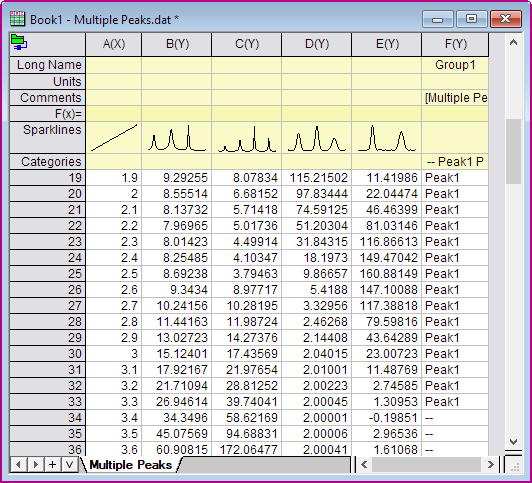 Book1 - Multiple Peaks.dat *
A(X) B(Y) C(Y) D(Y) E(Y) F(Y)
Long Name Group1
Units
Comments [Multiple Pe
F(x)=
Sparklines
Categories -- Peak1 P
19 1.9 9.29255 8.07834 115.21502 11.41986 Peak1
20 2 8.55514 6.68152 97.83444 22.04474 Peak1
21 2.1 8.13732 5.71418 74.59125 46.46399 Peak1
22 2.2 7.96965 5.01736 51.20304 81.03146 Peak1
23 2.3 8.01423 4.49914 31.84315 116.86613 Peak1
24 2.4 8.25485 4.10347 18.1973 149.47042 Peak1
25 2.5 8.69238 3.79463 9.86657 160.88149 Peak1
26 2.6 9.3434 8.97717 5.4188 147.10088 Peak1
27 2.7 10.24156 10.28195 3.32956 117.38818 Peak1
28 2.8 11.44163 11.98724 2.46268 79.59816 Peak1
29 2.9 13.02723 14.27376 2.14408 43.64289 Peak1
30 3 15.12401 17.43569 2.04015 23.00723 Peak1
31 3.1 17.92167 21.97654 2.01001 11.48769 Peak1
32 3.2 21.71094 28.81252 2.00223 2.74585 Peak1
33 3.3 26.94614 39.74041 2.00045 1.30953 Peak1
34 3.4 34.3496 58.62169 2.00001 -0.19851 --
35 3.5 45.07569 94.68831 2.00006 2.96536 --
36 3.6 60.90815 172.06477 2.00041 1.61068 --
Multiple Peaks